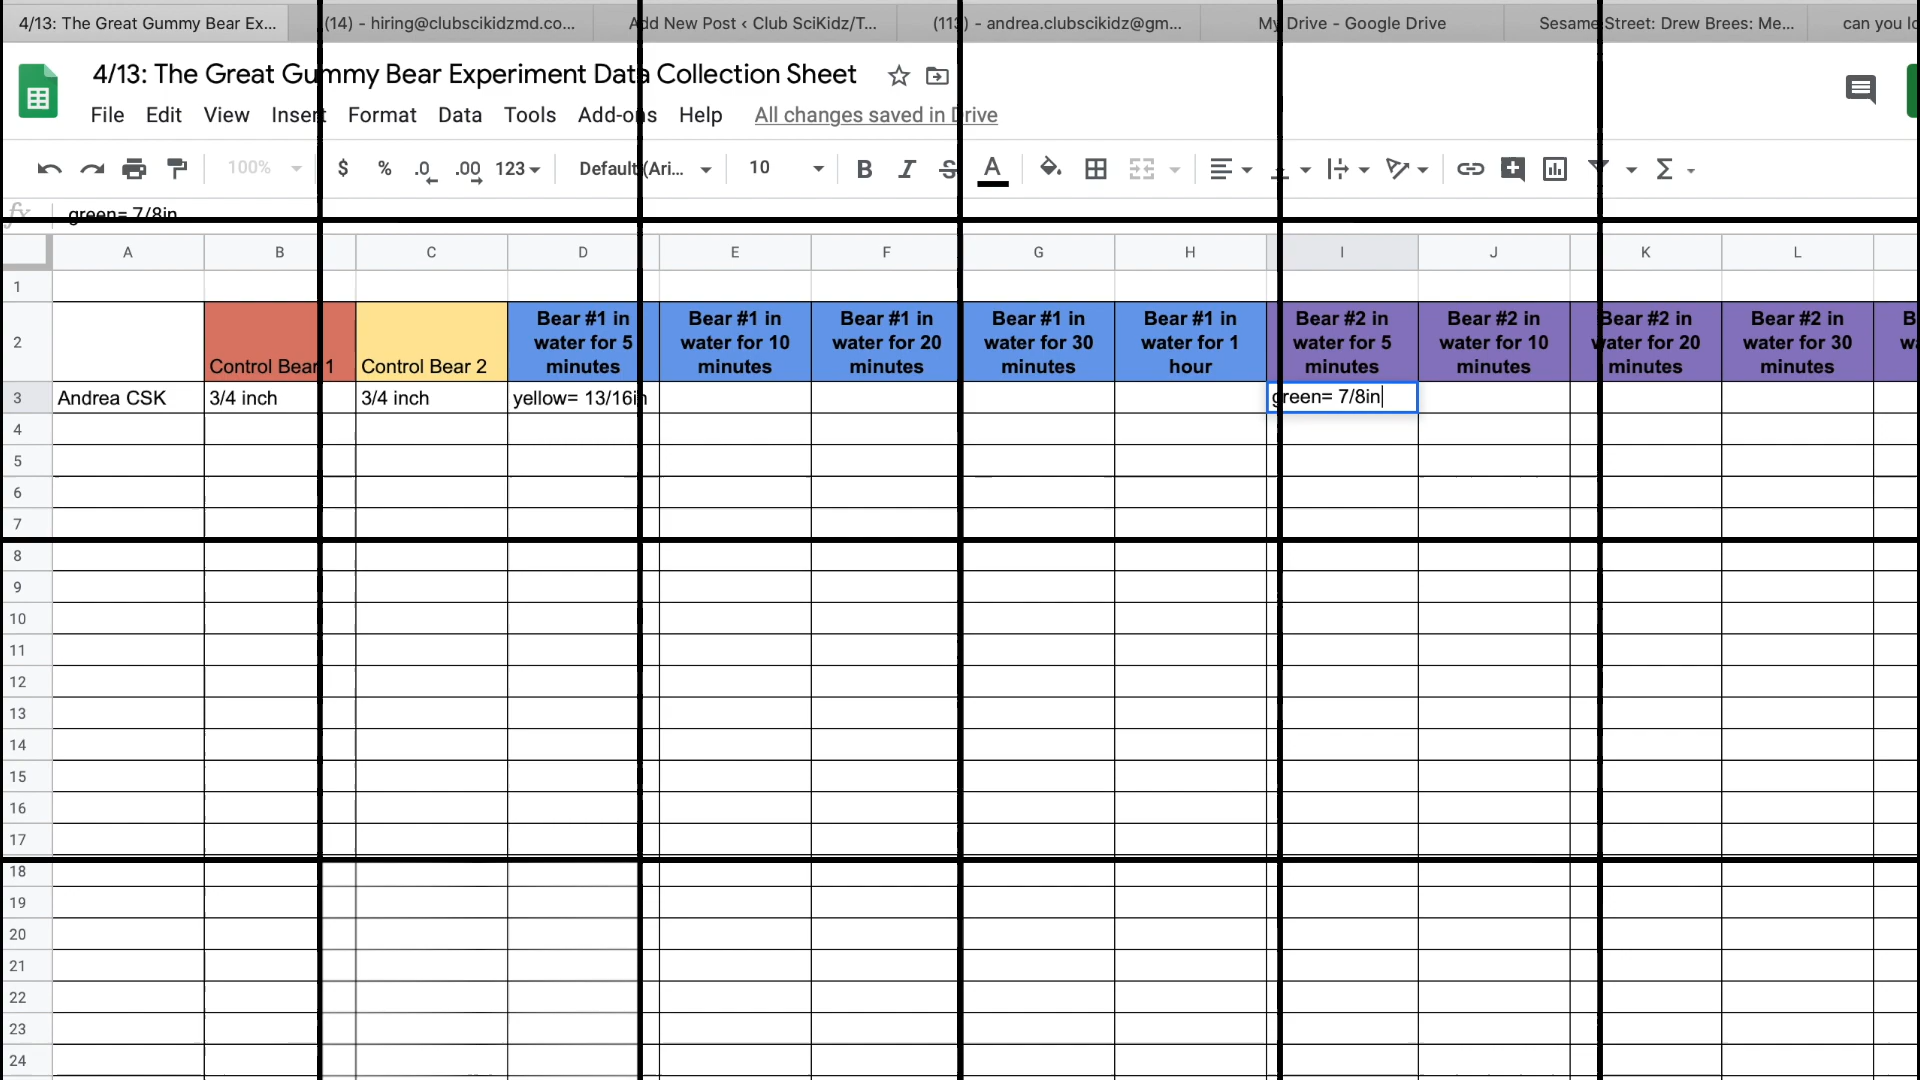 4/13: The Great Gummy Bear Ex...
(14) - hiring@clubscikidzmd.co...
Add New Post ‹ Club SciKidz/T...
(113) - andrea.clubscikidz@gm...
My Drive - Google Drive
Sesame Street: Drew Brees: Me...
can you lo
4/13: The Great Gummy Bear Experiment Data Collection Sheet
File Edit View Insert Format Data Tools Add-ons Help All changes saved in Drive
100% $ % .0 .00 123 Default (Ari... 10 B I S A Σ
fx green= 7/8in
A B C D E F G H I J K L
1
2
Control Bear 1
Control Bear 2
Bear #1 in
water for 5
minutes
Bear #1 in
water for 10
minutes
Bear #1 in
water for 20
minutes
Bear #1 in
water for 30
minutes
Bear #1 in
water for 1
hour
Bear #2 in
water for 5
minutes
Bear #2 in
water for 10
minutes
Bear #2 in
water for 20
minutes
Bear #2 in
water for 30
minutes
3 Andrea CSK 3/4 inch 3/4 inch yellow= 13/16in green= 7/8in
4
5
6
7
8
9
10
11
12
13
14
15
16
17
18
19
20
21
22
23
24